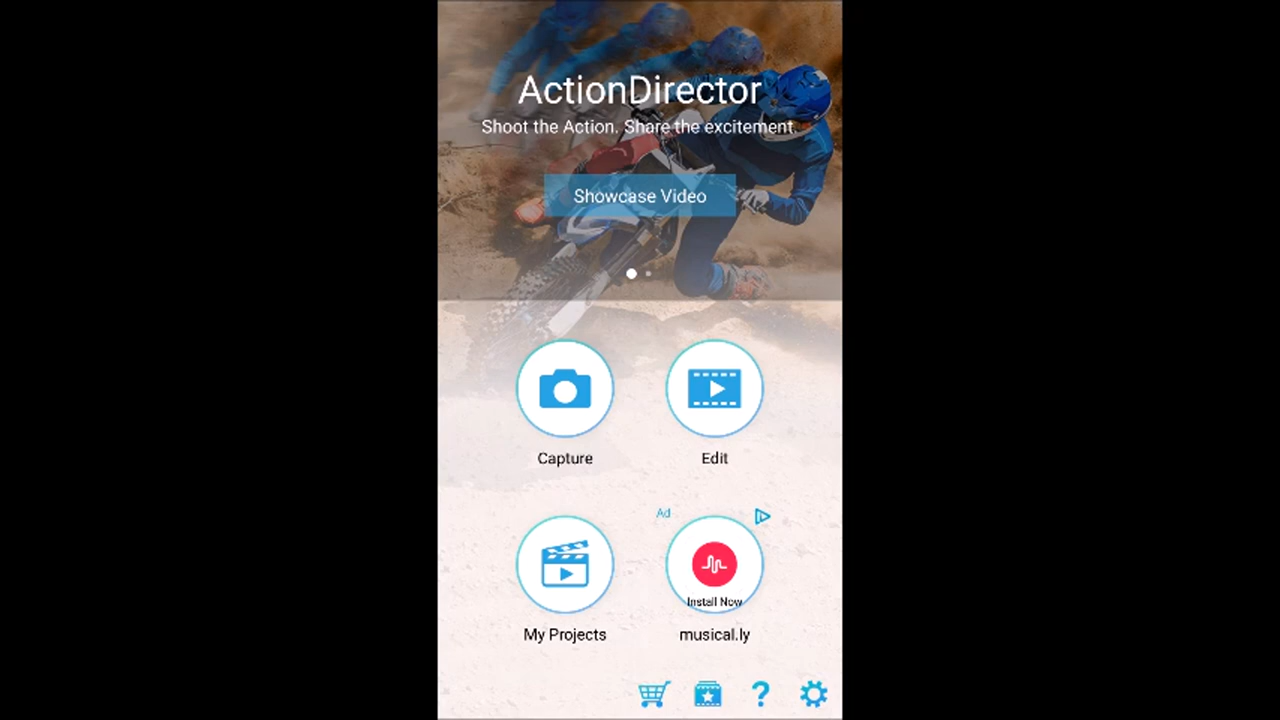 ActionDirector
Shoot the Action. Share the excitement.
Showcase Video
Capture
Edit
Ad
Install Now
My Projects
musical.ly
?